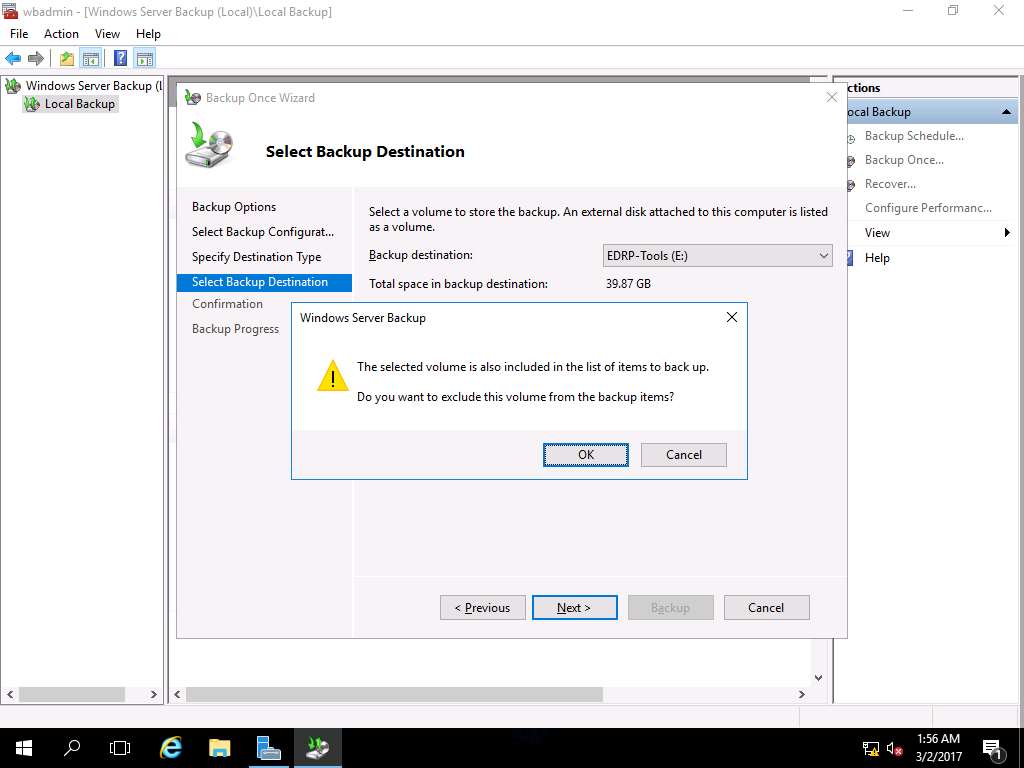 wbadmin - [Windows Server Backup (Local)\Local Backup]
File Action View Help
Windows Server Backup (L
Local Backup
Backup Once Wizard
Select Backup Destination
Backup Options
Select Backup Configurat...
Specify Destination Type
Select Backup Destination
Confirmation
Backup Progress
Select a volume to store the backup. An external disk attached to this computer is listed
as a volume.
Backup destination:
EDRP-Tools (E:)
Total space in backup destination:
39.87 GB
Windows Server Backup
The selected volume is also included in the list of items to back up.
Do you want to exclude this volume from the backup items?
OK
Cancel
< Previous
Next >
Backup
Cancel
ctions
ocal Backup
Backup Schedule...
Backup Once...
Recover...
Configure Performanc...
View
Help
1:56 AM
3/2/2017
1